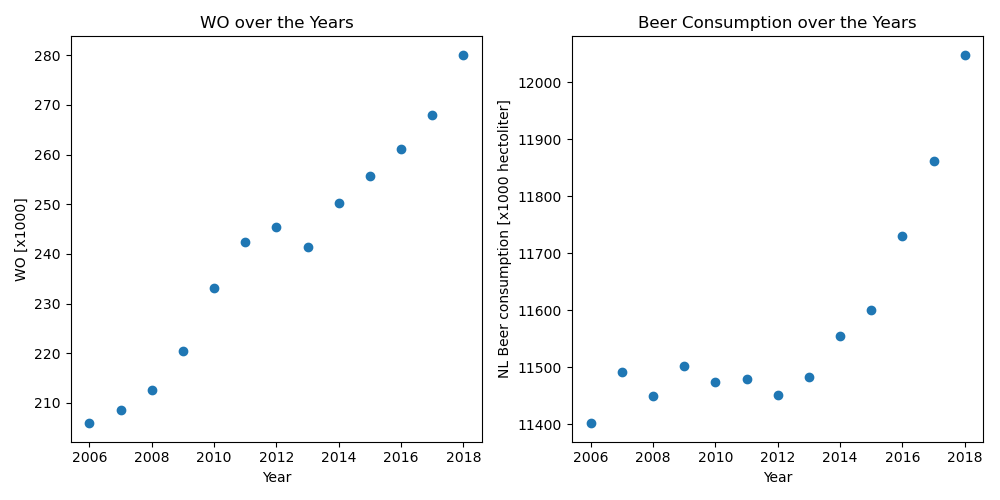 WO over the Years
WO [x1000]
280
270
260
250
240
230
220
210
2006 2008 2010 2012 2014 2016 2018
Year
Beer Consumption over the Years
NL Beer consumption [x1000 hectoliter]
12000
11900
11800
11700
11600
11500
11400
2006 2008 2010 2012 2014 2016 2018
Year